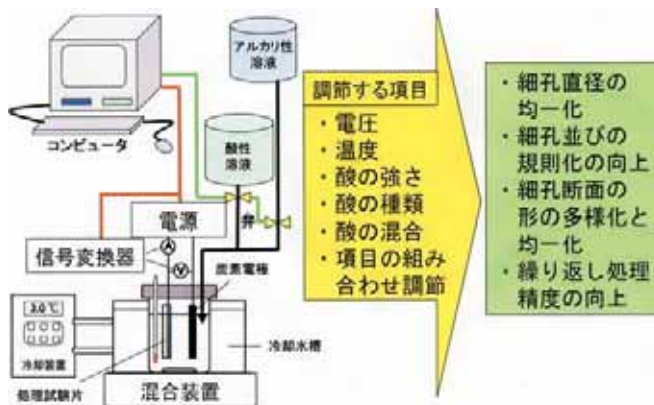 コンピュータ
アルカリ性
溶液
酸性
溶液
電源
弁
信号変換器
炭素電極
3.0℃
冷却装置
冷却水槽
処理試験片
混合装置
調節する項目
・電圧
・温度
・酸の強さ
・酸の種類
・酸の混合
・項目の組み
合わせ調節
・細孔直径の
均一化
・細孔並びの
規則化の向上
・細孔断面の
形の多様化と
均一化
・繰り返し処理
精度の向上
A
V